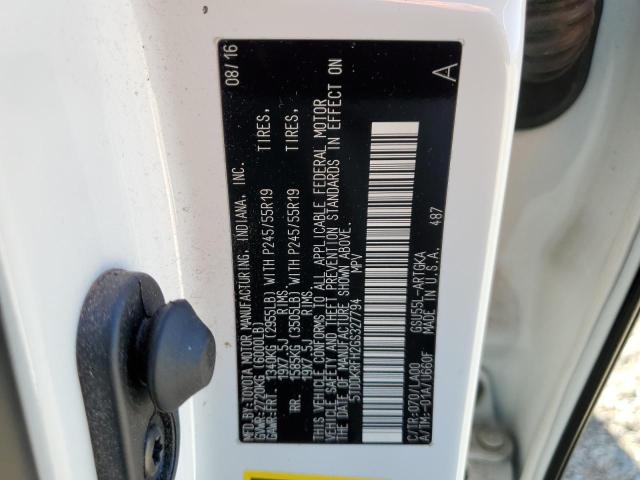 MFD. BY: TOYOTA MOTOR MANUFACTURING, INDIANA, INC. 08/16
GVWR-2720KG (6000LB)
GAWR-FRT. 1340KG (2955LB) WITH P245/55R19 TIRES,
19X7.5J RIMS
RR. 1585KG (3505LB) WITH P245/55R19 TIRES,
19X7.5J RIMS
THIS VEHICLE CONFORMS TO ALL APPLICABLE FEDERAL MOTOR
VEHICLE SAFETY AND THEFT PREVENTION STANDARDS IN EFFECT ON
THE DATE OF MANUFACTURE SHOWN ABOVE.
5TDDKRFH2GS327794 MPV
C/TR:070/LA00 GSU55L-ARTGKA
A/TM:-01A/U660F MADE IN U.S.A. 487 A